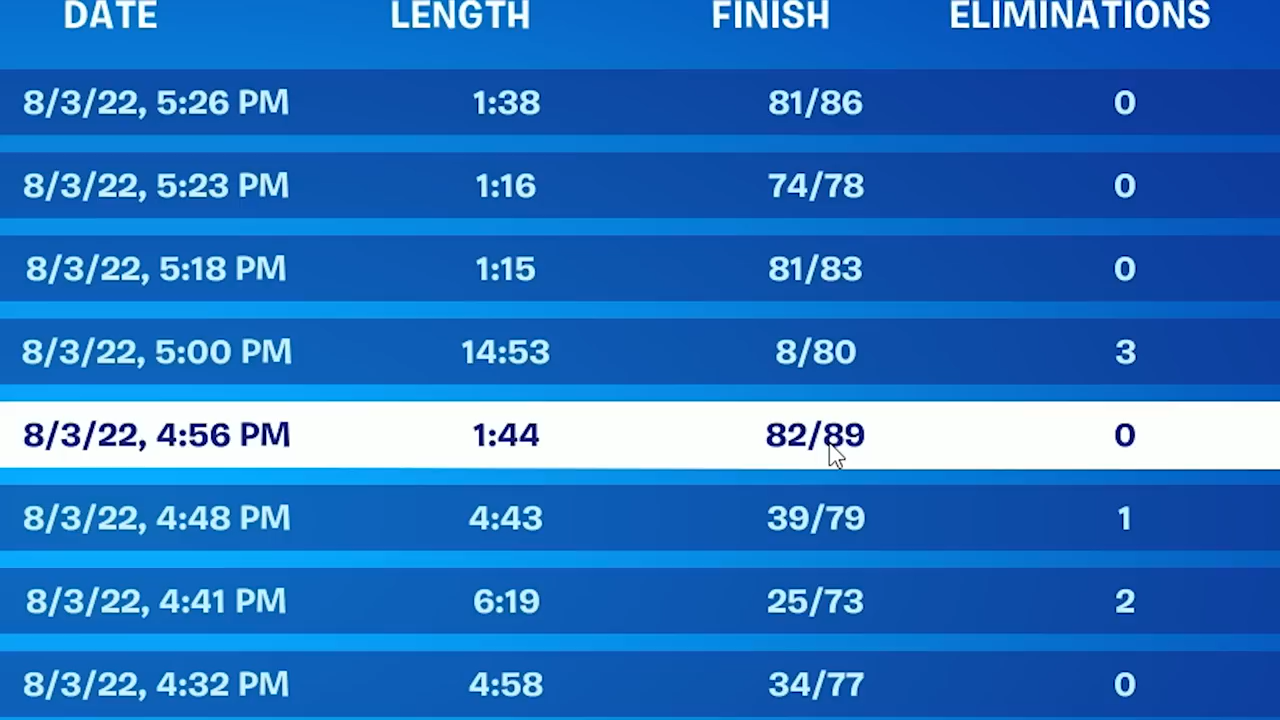 DATE LENGTH FINISH ELIMINATIONS
8/3/22, 5:26 PM 1:38 81/86 0
8/3/22, 5:23 PM 1:16 74/78 0
8/3/22, 5:18 PM 1:15 81/83 0
8/3/22, 5:00 PM 14:53 8/80 3
8/3/22, 4:56 PM 1:44 82/89 0
8/3/22, 4:48 PM 4:43 39/79 1
8/3/22, 4:41 PM 6:19 25/73 2
8/3/22, 4:32 PM 4:58 34/77 0